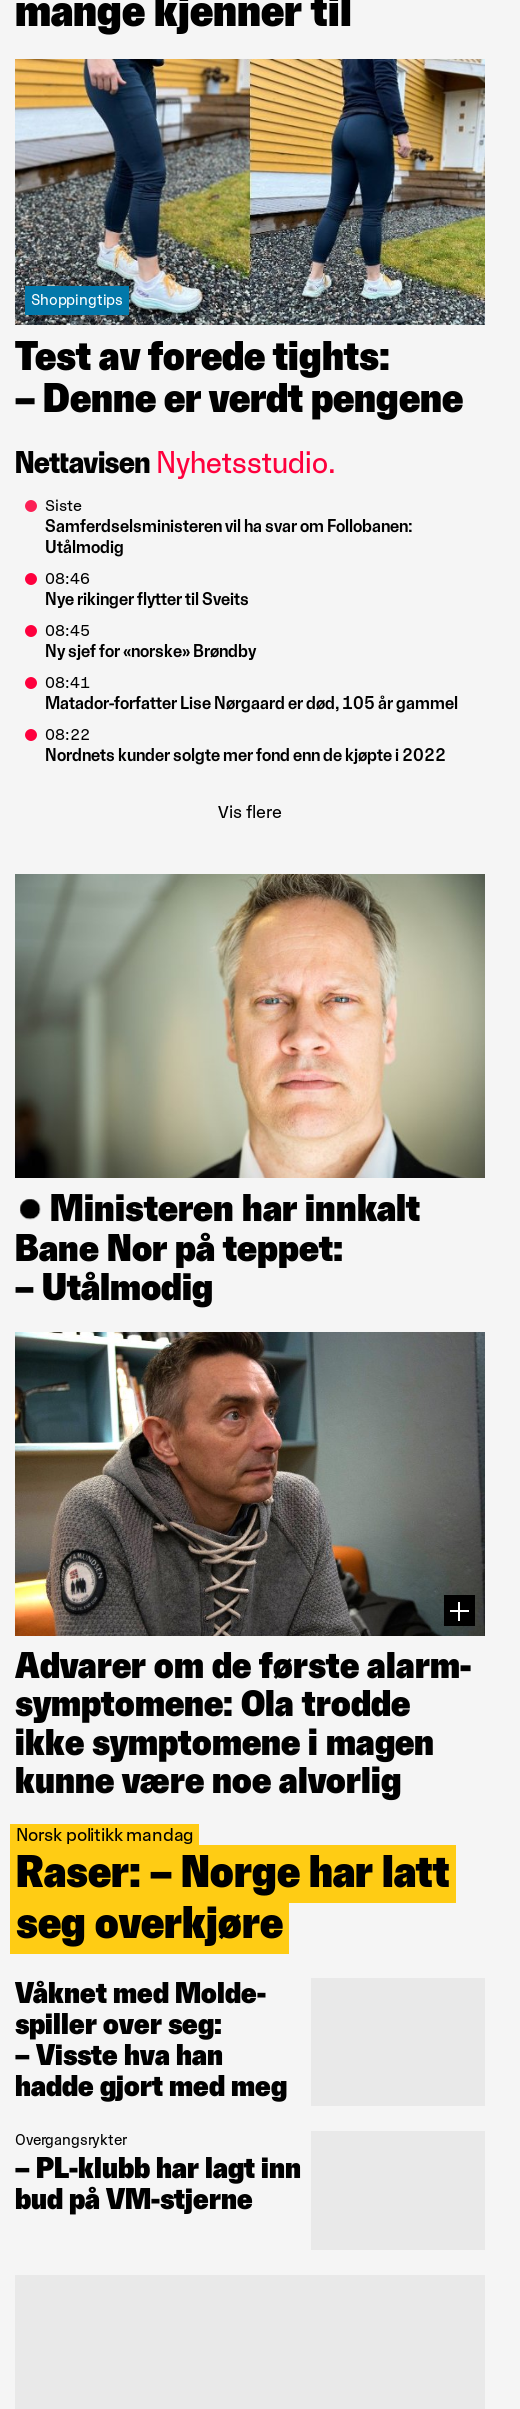 mange kjenner til
Shoppingtips
Test av forede tights:
– Denne er verdt pengene
Nettavisen Nyhetsstudio.
Siste
Samferdselsministeren vil ha svar om Follobanen:
Utålmodig
08:46
Nye rikinger flytter til Sveits
08:45
Ny sjef for «norske» Brøndby
08:41
Matador-forfatter Lise Nørgaard er død, 105 år gammel
08:22
Nordnets kunder solgte mer fond enn de kjøpte i 2022
Vis flere
Ministeren har innkalt
Bane Nor på teppet:
– Utålmodig
Advarer om de første alarm-
symptomene: Ola trodde
ikke symptomene i magen
kunne være noe alvorlig
Norsk politikk mandag
Raser: – Norge har latt
seg overkjøre
Våknet med Molde-
spiller over seg:
– Visste hva han
hadde gjort med meg
Overgangsrykter
– PL-klubb har lagt inn
bud på VM-stjerne